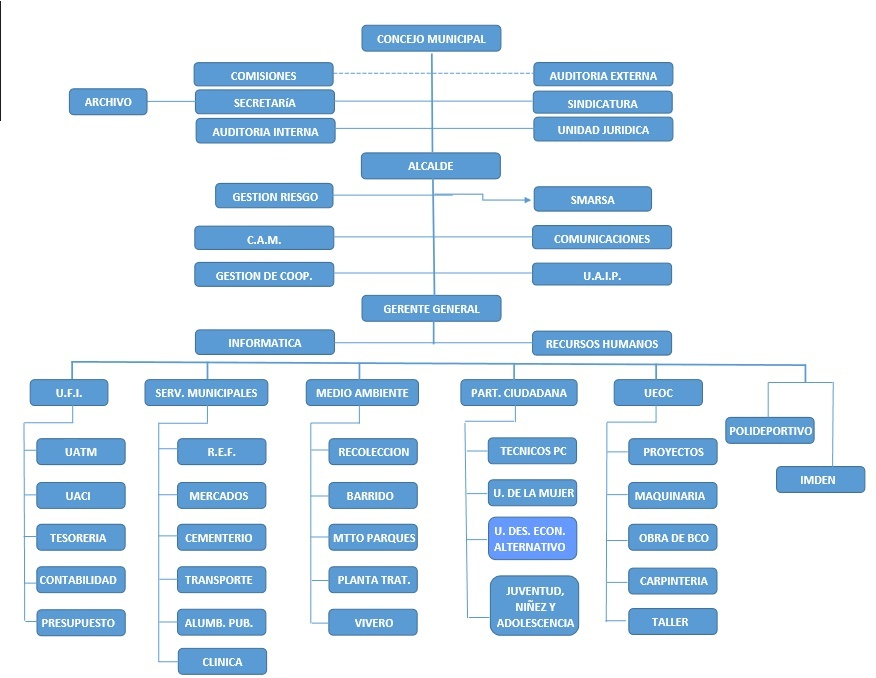 CONCEJO MUNICIPAL
COMISIONES
AUDITORIA EXTERNA
ARCHIVO
SECRETARíA
SINDICATURA
AUDITORIA INTERNA
UNIDAD JURIDICA
ALCALDE
GESTION RIESGO
SMARSA
C.A.M.
COMUNICACIONES
GESTION DE COOP.
U.A.I.P.
GERENTE GENERAL
INFORMATICA
RECURSOS HUMANOS
U.F.I.
SERV. MUNICIPALES
MEDIO AMBIENTE
PART. CIUDADANA
UEOC
POLIDEPORTIVO
IMDEN
UATM
UACI
TESORERIA
CONTABILIDAD
PRESUPUESTO
R.E.F.
MERCADOS
CEMENTERIO
TRANSPORTE
ALUMB. PUB.
CLINICA
RECOLECCION
BARRIDO
MTTO PARQUES
PLANTA TRAT.
VIVERO
TECNICOS PC
U. DE LA MUJER
U. DES. ECON.
ALTERNATIVO
JUVENTUD,
NIÑEZ Y
ADOLESCENCIA
PROYECTOS
MAQUINARIA
OBRA DE BCO
CARPINTERIA
TALLER